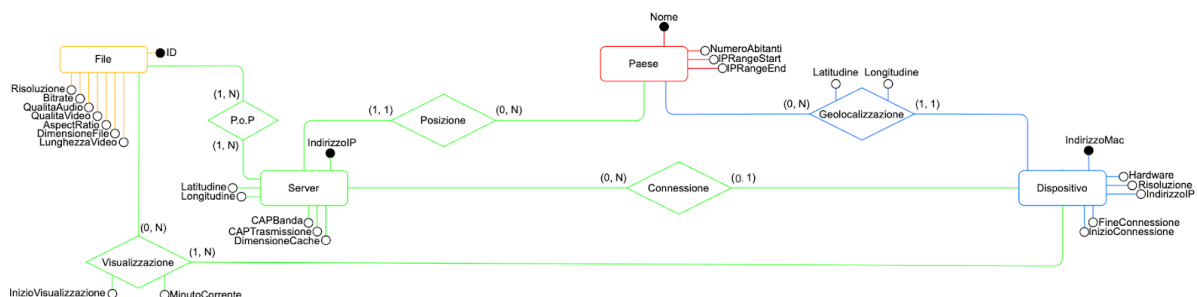 Nome
File
ID
Paese
NumeroAbitanti
IPRangeStart
IPRangeEnd
Risoluzione
Bitrate
QualitaAudio
QualitaVideo
AspectRatio
DimensioneFile
LunghezzaVideo
(1, N)
P.o.P
(1, N)
(1, 1)
Posizione
(0, N)
Latitudine
Longitudine
(0, N)
Geolocalizzazione
(1, 1)
IndirizzoIP
Server
Latitudine
Longitudine
CAPBanda
CAPTrasmissione
DimensioneCache
(0, N)
Connessione
(0. 1)
IndirizzoMac
Dispositivo
Hardware
Risoluzione
IndirizzoIP
FineConnessione
InizioConnessione
(0, N)
(1, N)
Visualizzazione
InizioVisualizzazione
MinutoCorrente